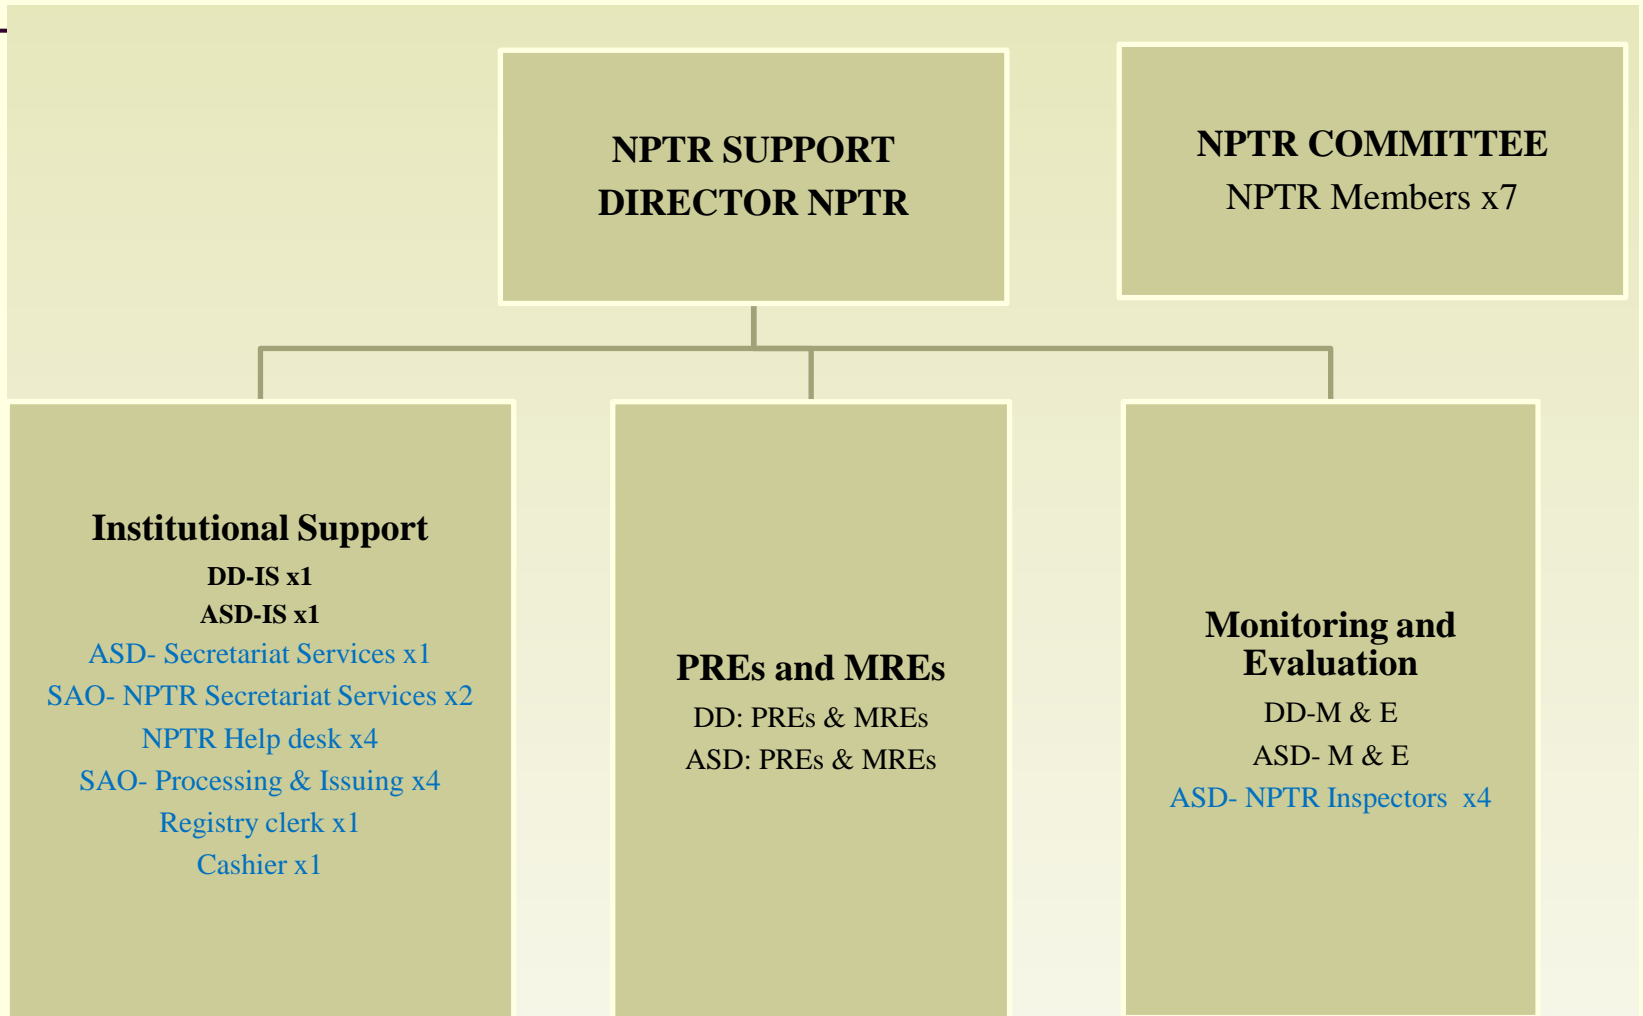 NPTR SUPPORT
DIRECTOR NPTR
NPTR COMMITTEE
NPTR Members x7
Institutional Support
DD-IS x1
ASD-IS x1
ASD- Secretariat Services x1
SAO- NPTR Secretariat Services x2
NPTR Help desk x4
SAO- Processing & Issuing x4
Registry clerk x1
Cashier x1
PREs and MREs
DD: PREs & MREs
ASD: PREs & MREs
Monitoring and
Evaluation
DD-M & E
ASD- M & E
ASD- NPTR Inspectors  x4